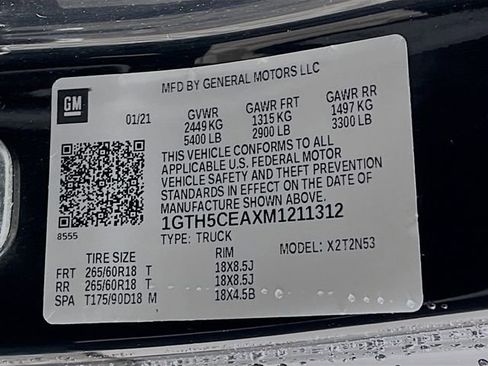 MFD BY GENERAL MOTORS LLC
GM
01/21
GVWR GAWR FRT GAWR RR
2449 KG 1315 KG 1497 KG
5400 LB 2900 LB 3300 LB
THIS VEHICLE CONFORMS TO ALL
APPLICABLE U.S. FEDERAL MOTOR
VEHICLE SAFETY AND THEFT PREVENTION
STANDARDS IN EFFECT ON THE DATE OF
MANUFACTURE SHOWN ABOVE.
8555
1GTH5CEAXM1211312
TYPE: TRUCK MODEL: X2T2N53
TIRE SIZE RIM
FRT 265/60R18 T 18X8.5J
RR 265/60R18 T 18X8.5J
SPA T175/90D18 M 18X4.5B